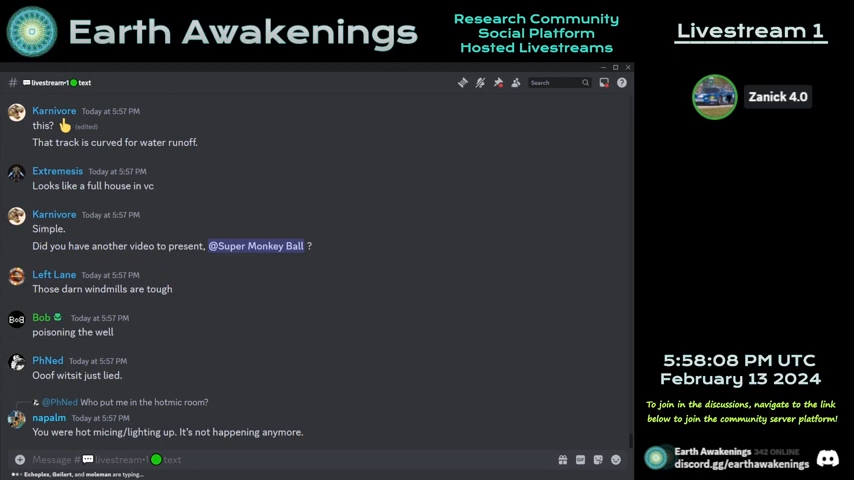 Earth Awakenings
Research Community
Social Platform
Hosted Livestreams
Livestream 1
# livestream•1 text
Search
Zanick 4.0
Karnivore Today at 5:57 PM
this? (edited)
That track is curved for water runoff.
Extremesis Today at 5:57 PM
Looks like a full house in vc
Karnivore Today at 5:57 PM
Simple.
Did you have another video to present, @Super Monkey Ball ?
Left Lane Today at 5:57 PM
Those darn windmills are tough
BoB
Bob Today at 5:57 PM
poisoning the well
PhNed Today at 5:57 PM
Ooof witsit just lied.
@PhNed Who put me in the hotmic room?
napalm Today at 5:57 PM
You were hot micing/lighting up. It's not happening anymore.
Message # livestream•1 text
GIF
Echoplex, Geifert, and moleman are typing...
5:58:08 PM UTC
February 13 2024
To join in the discussions, navigate to the link
below to join the community server platform!
Earth Awakenings 342 ONLINE
discord.gg/earthawakenings